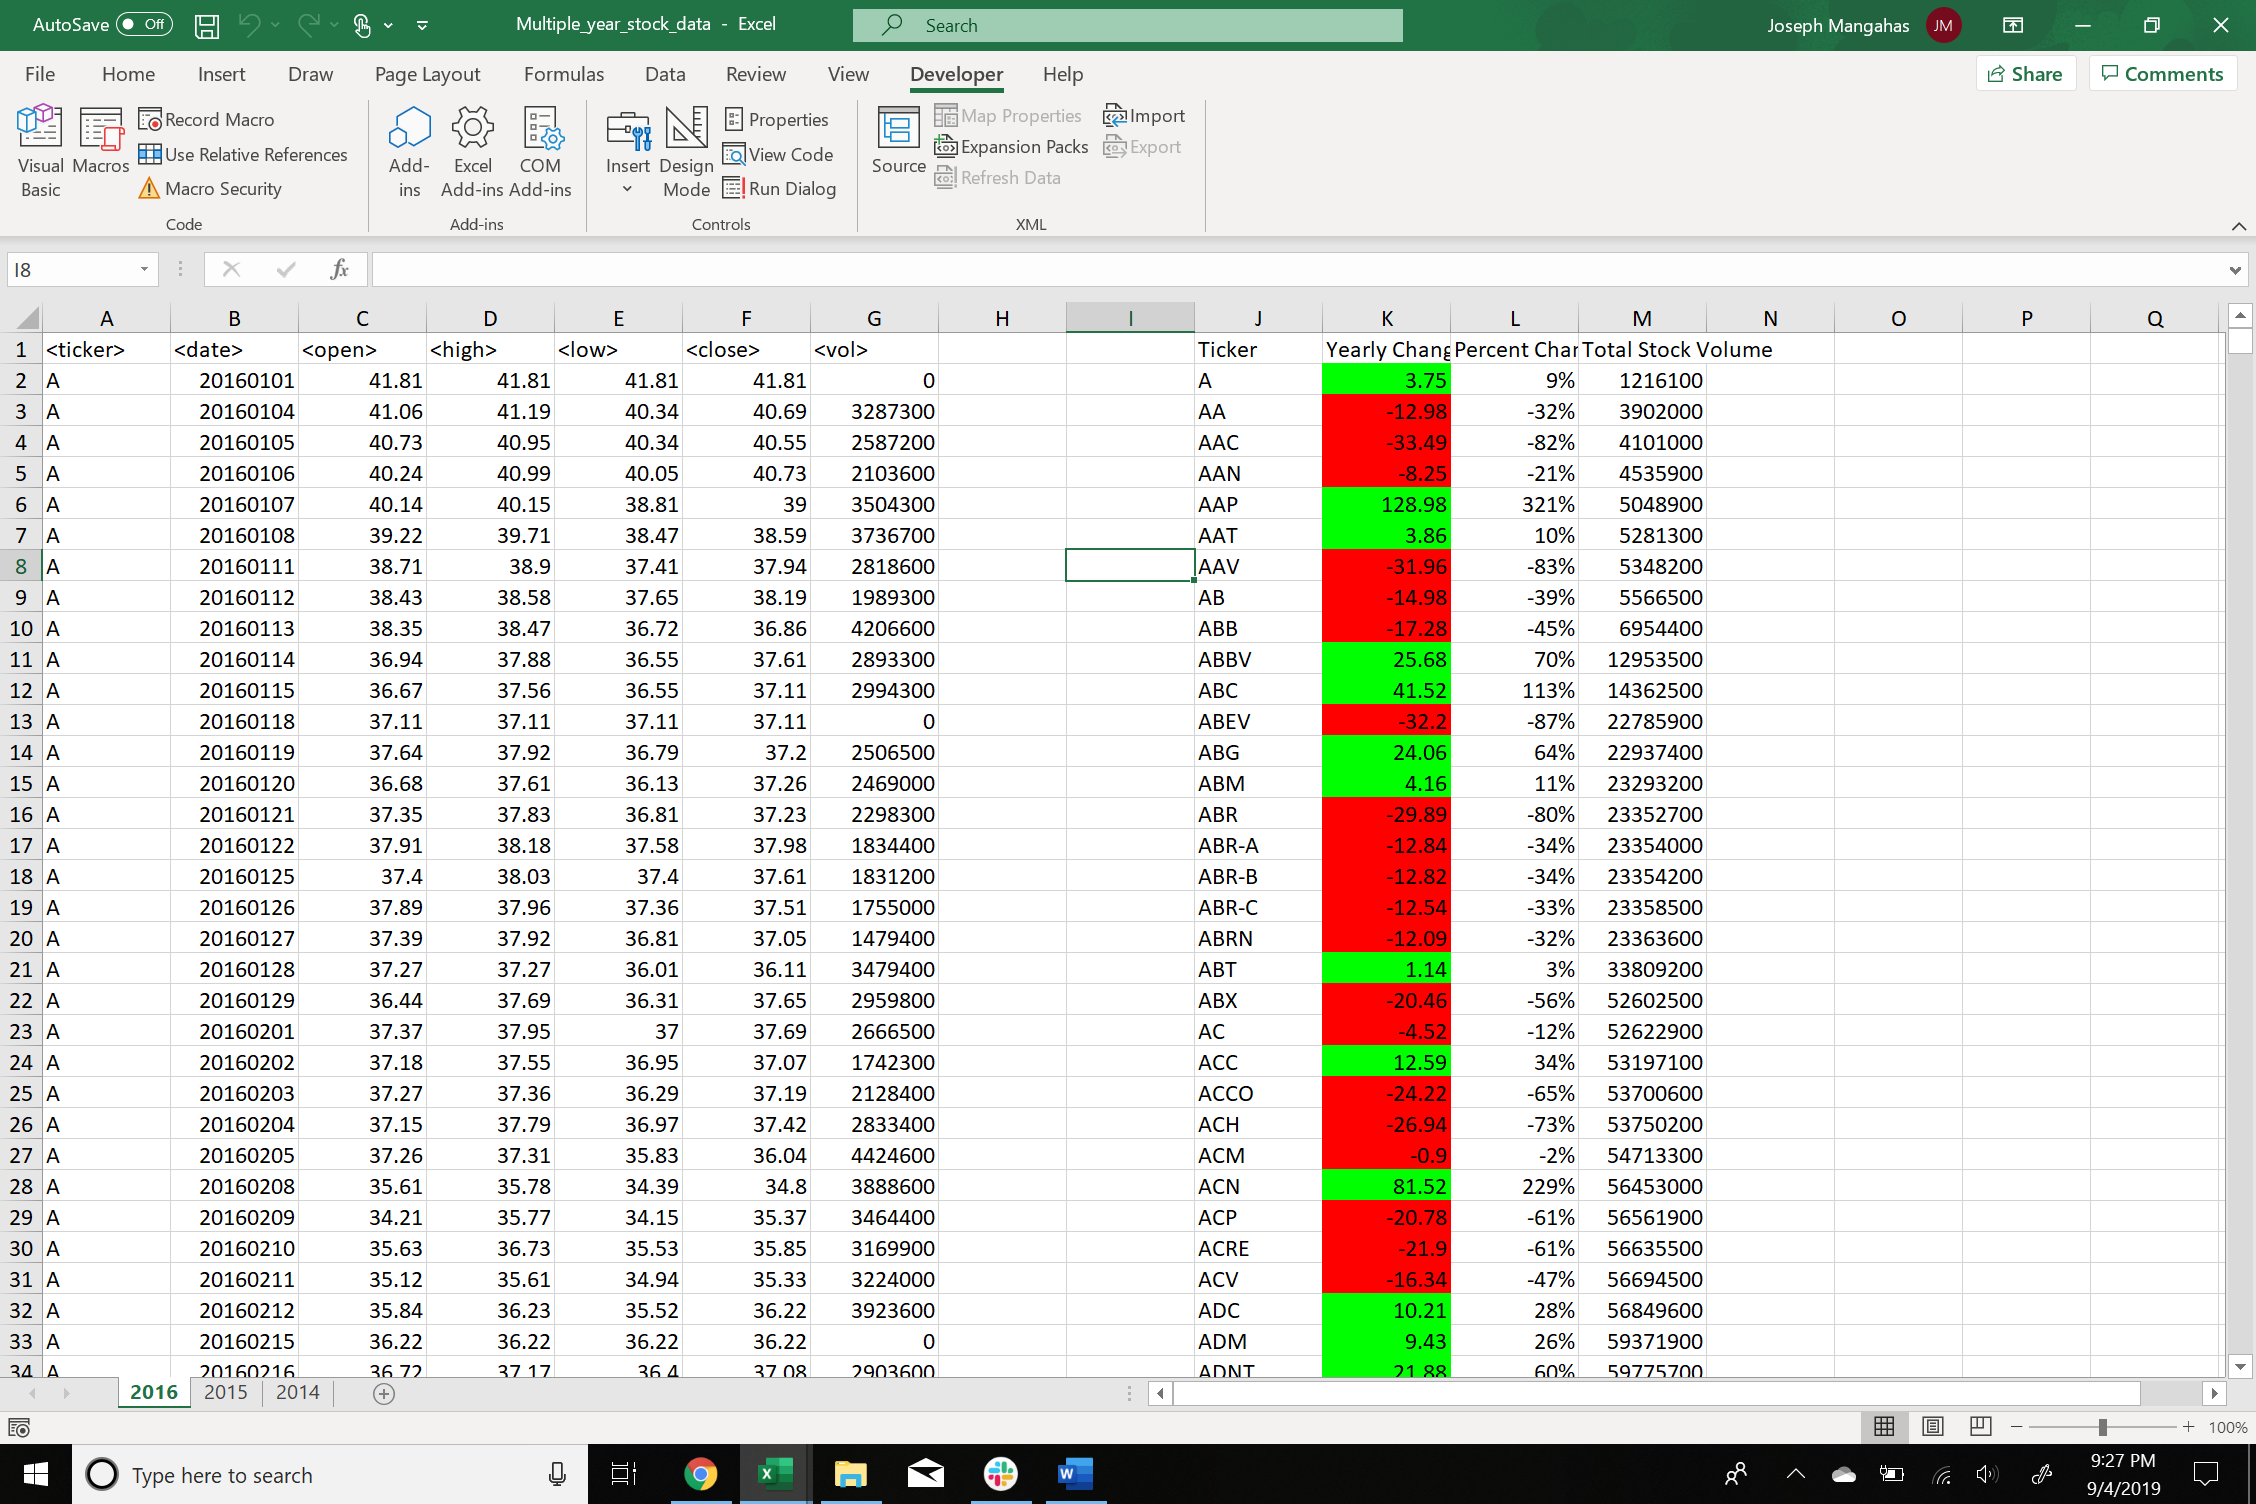 AutoSave Off Multiple_year_stock_data - Excel Search Joseph Mangahas JM
File Home Insert Draw Page Layout Formulas Data Review View Developer Help Share Comments
Visual Basic Macros Record Macro Use Relative References Macro Security Code
Add-ins Excel Add-ins COM Add-ins Add-ins
Insert Design Mode Properties View Code Run Dialog Controls
Source Map Properties Expansion Packs Refresh Data Import Export XML
I8 fx
A B C D E F G H I J K L M N O P Q
1 <ticker> <date> <open> <high> <low> <close> <vol> Ticker Yearly Chang Percent Char Total Stock Volume
2 A 20160101 41.81 41.81 41.81 41.81 0 A 3.75 9% 1216100
3 A 20160104 41.06 41.19 40.34 40.69 3287300 AA -12.98 -32% 3902000
4 A 20160105 40.73 40.95 40.34 40.55 2587200 AAC -33.49 -82% 4101000
5 A 20160106 40.24 40.99 40.05 40.73 2103600 AAN -8.25 -21% 4535900
6 A 20160107 40.14 40.15 38.81 39 3504300 AAP 128.98 321% 5048900
7 A 20160108 39.22 39.71 38.47 38.59 3736700 AAT 3.86 10% 5281300
8 A 20160111 38.71 38.9 37.41 37.94 2818600 AAV -31.96 -83% 5348200
9 A 20160112 38.43 38.58 37.65 38.19 1989300 AB -14.98 -39% 5566500
10 A 20160113 38.35 38.47 36.72 36.86 4206600 ABB -17.28 -45% 6954400
11 A 20160114 36.94 37.88 36.55 37.61 2893300 ABBV 25.68 70% 12953500
12 A 20160115 36.67 37.56 36.55 37.11 2994300 ABC 41.52 113% 14362500
13 A 20160118 37.11 37.11 37.11 37.11 0 ABEV -32.2 -87% 22785900
14 A 20160119 37.64 37.92 36.79 37.2 2506500 ABG 24.06 64% 22937400
15 A 20160120 36.68 37.61 36.13 37.26 2469000 ABM 4.16 11% 23293200
16 A 20160121 37.35 37.83 36.81 37.23 2298300 ABR -29.89 -80% 23352700
17 A 20160122 37.91 38.18 37.58 37.98 1834400 ABR-A -12.84 -34% 23354000
18 A 20160125 37.4 38.03 37.4 37.61 1831200 ABR-B -12.82 -34% 23354200
19 A 20160126 37.89 37.96 37.36 37.51 1755000 ABR-C -12.54 -33% 23358500
20 A 20160127 37.39 37.92 36.81 37.05 1479400 ABRN -12.09 -32% 23363600
21 A 20160128 37.27 37.27 36.01 36.11 3479400 ABT 1.14 3% 33809200
22 A 20160129 36.44 37.69 36.31 37.65 2959800 ABX -20.46 -56% 52602500
23 A 20160201 37.37 37.95 37 37.69 2666500 AC -4.52 -12% 52622900
24 A 20160202 37.18 37.55 36.95 37.07 1742300 ACC 12.59 34% 53197100
25 A 20160203 37.27 37.36 36.29 37.19 2128400 ACCO -24.22 -65% 53700600
26 A 20160204 37.15 37.79 36.97 37.42 2833400 ACH -26.94 -73% 53750200
27 A 20160205 37.26 37.31 35.83 36.04 4424600 ACM -0.9 -2% 54713300
28 A 20160208 35.61 35.78 34.39 34.8 3888600 ACN 81.52 229% 56453000
29 A 20160209 34.21 35.77 34.15 35.37 3464400 ACP -20.78 -61% 56561900
30 A 20160210 35.63 36.73 35.53 35.85 3169900 ACRE -21.9 -61% 56635500
31 A 20160211 35.12 35.61 34.94 35.33 3224000 ACV -16.34 -47% 56694500
32 A 20160212 35.84 36.23 35.52 36.22 3923600 ADC 10.21 28% 56849600
33 A 20160215 36.22 36.22 36.22 36.22 0 ADM 9.43 26% 59371900
34 A 20160216 36.72 37.17 36.4 37.08 2903600 ADNT 21.88 60% 59775700
2016 2015 2014
100%
Type here to search
9:27 PM
9/4/2019